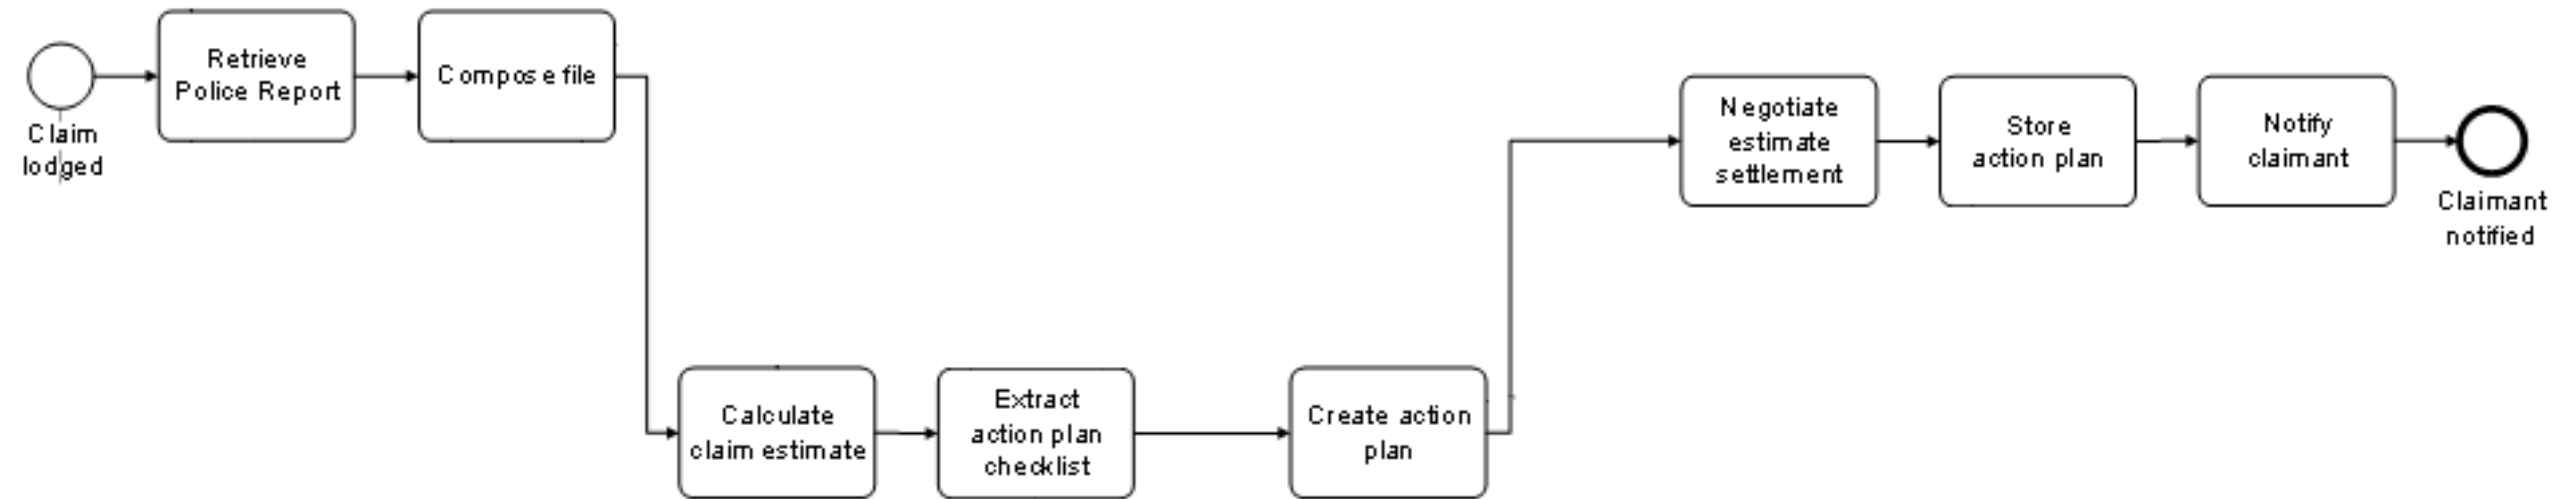 Claim
lodged
Retrieve
Police Report
Compose file
Calculate
claim estimate
Extract
action plan
checklist
Create action
plan
Negotiate
estimate
settlement
Store
action plan
Notify
claimant
Claimant
notified